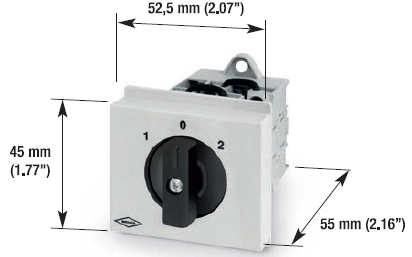 52,5 mm (2.07”)
1 0 2
45 mm
(1.77”)
55 mm (2.16”)